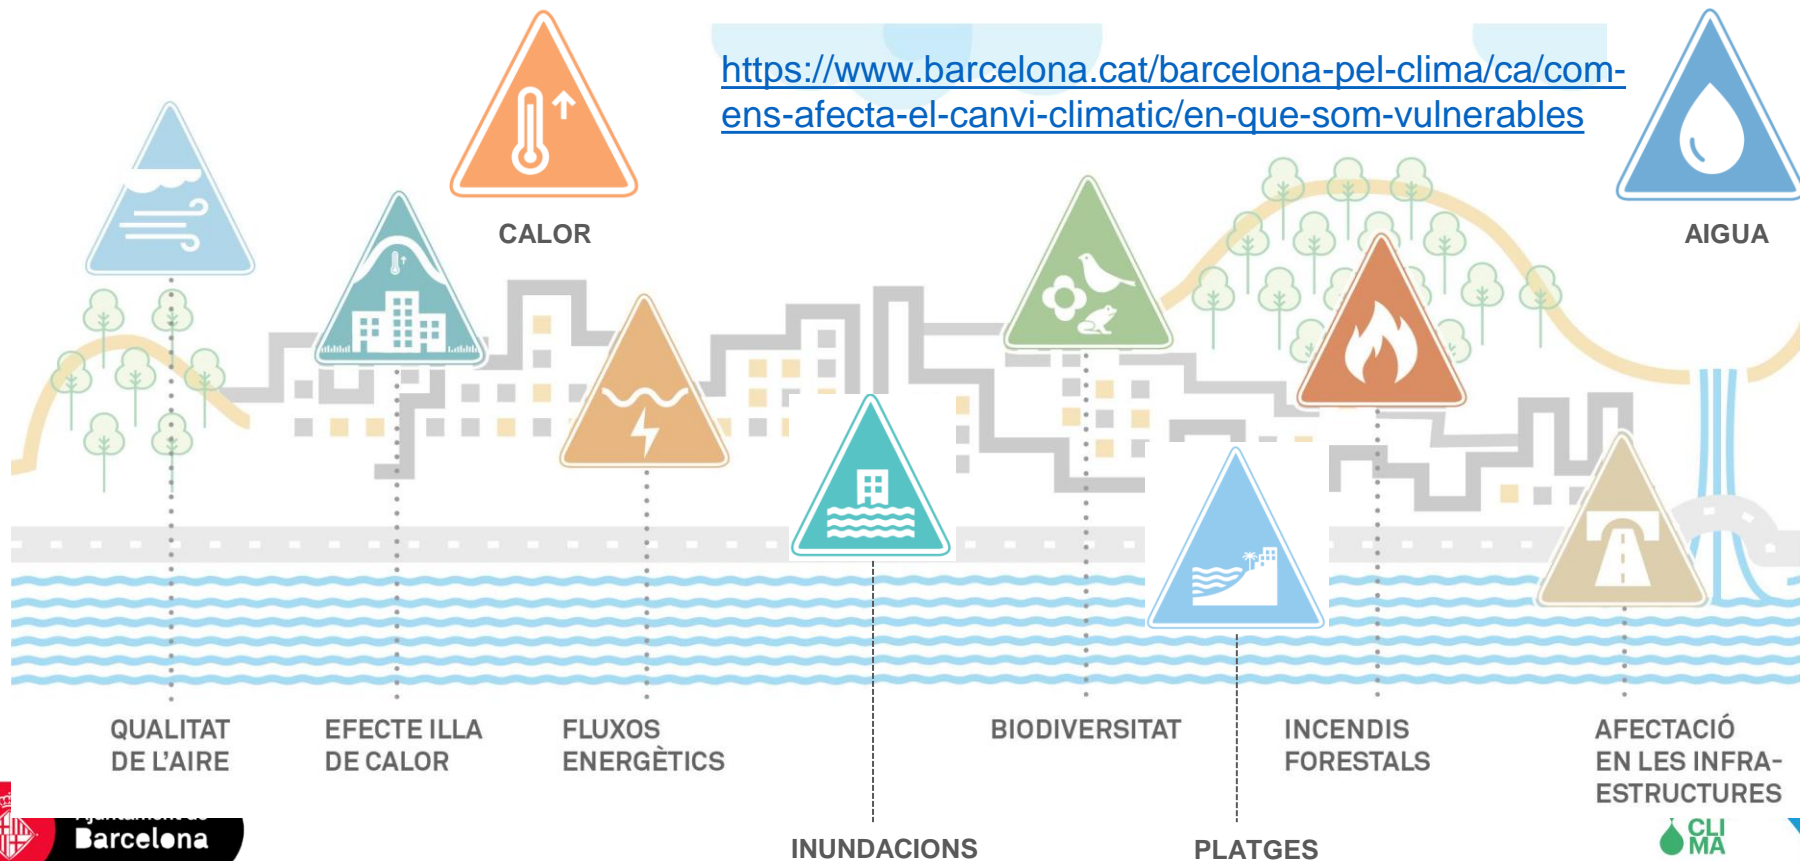 https://www.barcelona.cat/barcelona-pel-clima/ca/com-
ens-afecta-el-canvi-climatic/en-que-som-vulnerables
CALOR
AIGUA
QUALITAT
DE L'AIRE
EFECTE ILLA
DE CALOR
FLUXOS
ENERGÈTICS
BIODIVERSITAT
INCENDIS
FORESTALS
AFECTACIÓ
EN LES INFRA-
ESTRUCTURES
INUNDACIONS
PLATGES
Ajuntament de
Barcelona
CLI
MA